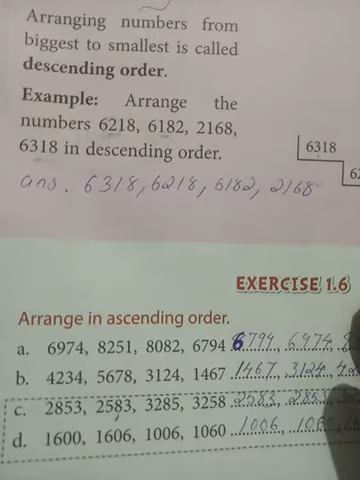 Arranging numbers from
biggest to smallest is called
descending order.
Example: Arrange the
numbers 6218, 6182, 2168,
6318 in descending order.
6318
ans. 6318, 6218, 6182, 2168
EXERCISE 1.6
Arrange in ascending order.
a. 6974, 8251, 8082, 6794 6794, 6974,
b. 4234, 5678, 3124, 1467 1467, 3124,
c. 2853, 2583, 3285, 3258 2583, 2853,
d. 1600, 1606, 1006, 1060 1006, 1060